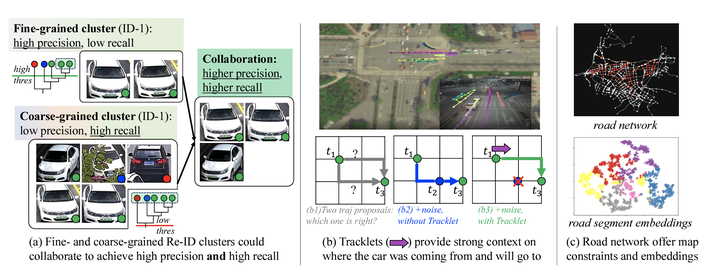 Fine-grained cluster (ID-1):
high precision, low recall
high
thres
Collaboration:
higher precision,
higher recall
Coarse-grained cluster (ID-1):
low precision, high recall
low
thres
(a) Fine- and coarse-grained Re-ID clusters could
collaborate to achieve high precision and high recall
t1
?
?
t3
(b1)Two traj proposals:
which one is right?
t1
t2
t3
(b2) +noise,
without Tracklet
t1
t3
(b3) +noise,
with Tracklet
(b) Tracklets ( ) provide strong context on
where the car was coming from and will go to
road network
road segment embeddings
(c) Road network offer map
constraints and embeddings